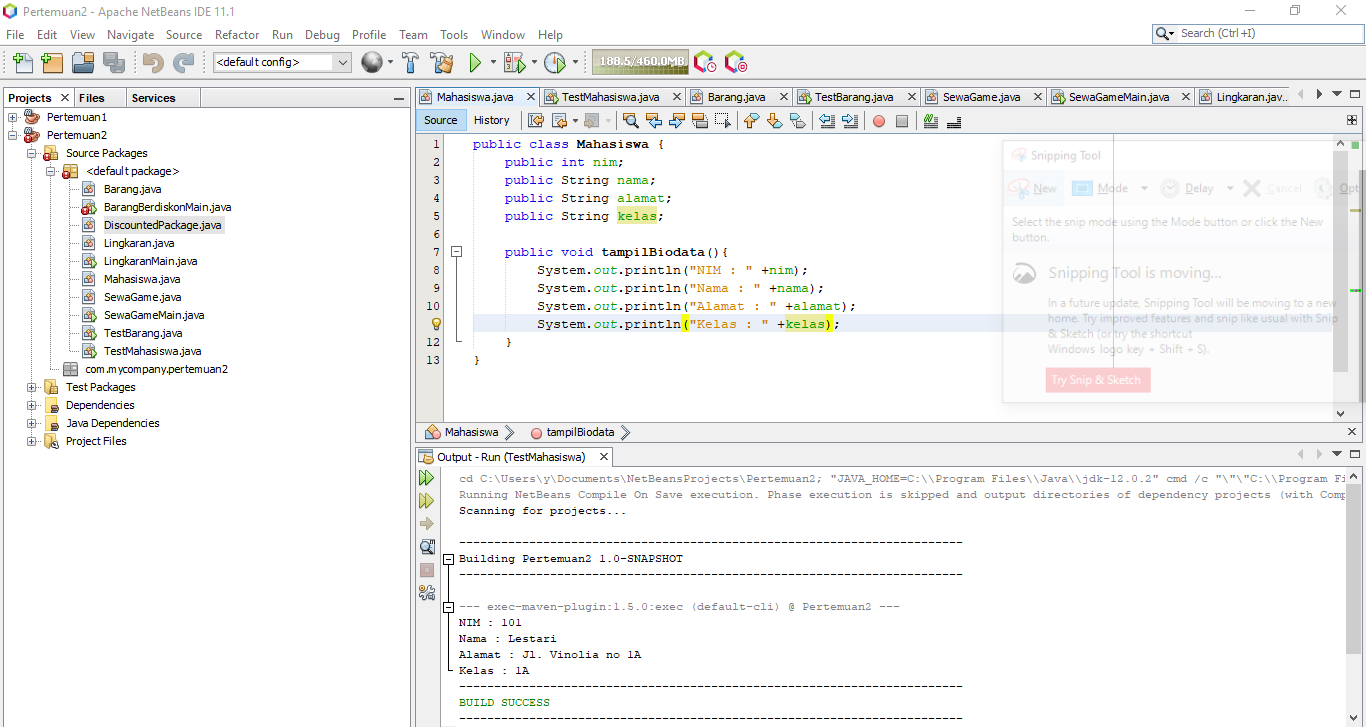 Pertemuan2 - Apache NetBeans IDE 11.1
File Edit View Navigate Source Refactor Run Debug Profile Team Tools Window Help
Search (Ctrl+I)
<default config>
188.5/460.0MB
Projects Files Services
Pertemuan1
Pertemuan2
Source Packages
<default package>
Barang.java
BarangBerdiskonMain.java
DiscountedPackage.java
Lingkaran.java
LingkaranMain.java
Mahasiswa.java
SewaGame.java
SewaGameMain.java
TestBarang.java
TestMahasiswa.java
com.mycompany.pertemuan2
Test Packages
Dependencies
Java Dependencies
Project Files
Mahasiswa.java TestMahasiswa.java Barang.java TestBarang.java SewaGame.java SewaGameMain.java Lingkaran.jav...
Source History
1 public class Mahasiswa {
2 public int nim;
3 public String nama;
4 public String alamat;
5 public String kelas;
6
7 public void tampilBiodata(){
8 System.out.println("NIM : " +nim);
9 System.out.println("Nama : " +nama);
10 System.out.println("Alamat : " +alamat);
System.out.println("Kelas : " +kelas);
12 }
13 }
Snipping Tool
New Mode Delay Cancel Opt
Select the snip mode using the Mode button or click the New
button.
Snipping Tool is moving...
In a future update, Snipping Tool will be moving to a new
home. Try improved features and snip like usual with Snip
& Sketch (or try the shortcut
Windows logo key + Shift + S).
Try Snip & Sketch
Mahasiswa tampilBiodata
Output - Run (TestMahasiswa)
cd C:\Users\y\Documents\NetBeansProjects\Pertemuan2; "JAVA_HOME=C:\\Program Files\\Java\\jdk-12.0.2" cmd /c "\"\"C:\\Program Fi
Running NetBeans Compile On Save execution. Phase execution is skipped and output directories of dependency projects (with Comp
Scanning for projects...
------------------------------------------------------------------------
Building Pertemuan2 1.0-SNAPSHOT
------------------------------------------------------------------------
--- exec-maven-plugin:1.5.0:exec (default-cli) @ Pertemuan2 ---
NIM : 101
Nama : Lestari
Alamat : Jl. Vinolia no 1A
Kelas : 1A
------------------------------------------------------------------------
BUILD SUCCESS
------------------------------------------------------------------------